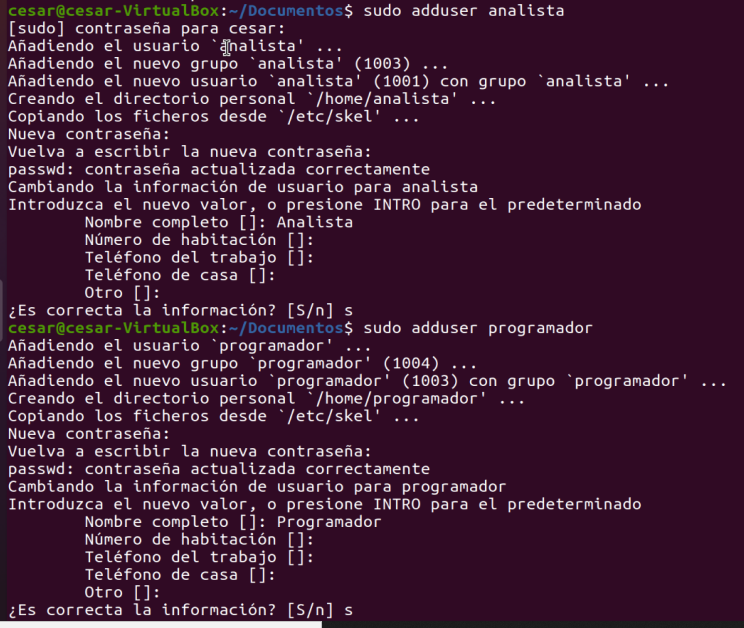 cesar@cesar-VirtualBox:~/Documentos$ sudo adduser analista
[sudo] contraseña para cesar:
Añadiendo el usuario `analista' ...
Añadiendo el nuevo grupo `analista' (1003) ...
Añadiendo el nuevo usuario `analista' (1001) con grupo `analista' ...
Creando el directorio personal `/home/analista' ...
Copiando los ficheros desde `/etc/skel' ...
Nueva contraseña:
Vuelva a escribir la nueva contraseña:
passwd: contraseña actualizada correctamente
Cambiando la información de usuario para analista
Introduzca el nuevo valor, o presione INTRO para el predeterminado
        Nombre completo []: Analista
        Número de habitación []:
        Teléfono del trabajo []:
        Teléfono de casa []:
        Otro []:
¿Es correcta la información? [S/n] s
cesar@cesar-VirtualBox:~/Documentos$ sudo adduser programador
Añadiendo el usuario `programador' ...
Añadiendo el nuevo grupo `programador' (1004) ...
Añadiendo el nuevo usuario `programador' (1003) con grupo `programador' ...
Creando el directorio personal `/home/programador' ...
Copiando los ficheros desde `/etc/skel' ...
Nueva contraseña:
Vuelva a escribir la nueva contraseña:
passwd: contraseña actualizada correctamente
Cambiando la información de usuario para programador
Introduzca el nuevo valor, o presione INTRO para el predeterminado
        Nombre completo []: Programador
        Número de habitación []:
        Teléfono del trabajo []:
        Teléfono de casa []:
        Otro []:
¿Es correcta la información? [S/n] s